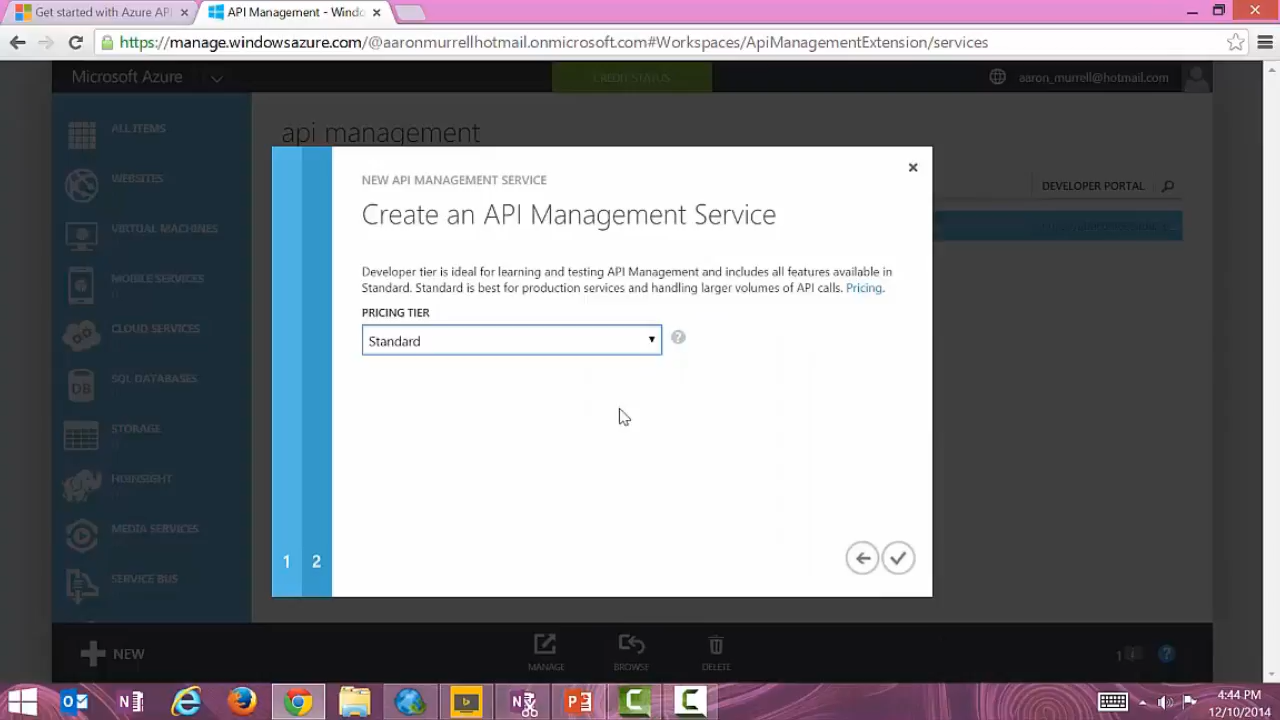 Get started with Azure API
API Management - Windo
https://manage.windowsazure.com/@aaronmurrellhotmail.onmicrosoft.com#Workspaces/ApiManagementExtension/services
Microsoft Azure
CREDIT STATUS
aaron_murrell@hotmail.com
ALL ITEMS
WEBSITES
VIRTUAL MACHINES
MOBILE SERVICES
CLOUD SERVICES
SQL DATABASES
DB
STORAGE
HDINSIGHT
MEDIA SERVICES
SERVICE BUS
api management
DEVELOPER PORTAL
NEW API MANAGEMENT SERVICE
Create an API Management Service
Developer tier is ideal for learning and testing API Management and includes all features available in
Standard. Standard is best for production services and handling larger volumes of API calls. Pricing.
PRICING TIER
Standard
?
1 2
NEW
MANAGE
BROWSE
DELETE
1
?
4:44 PM
12/10/2014